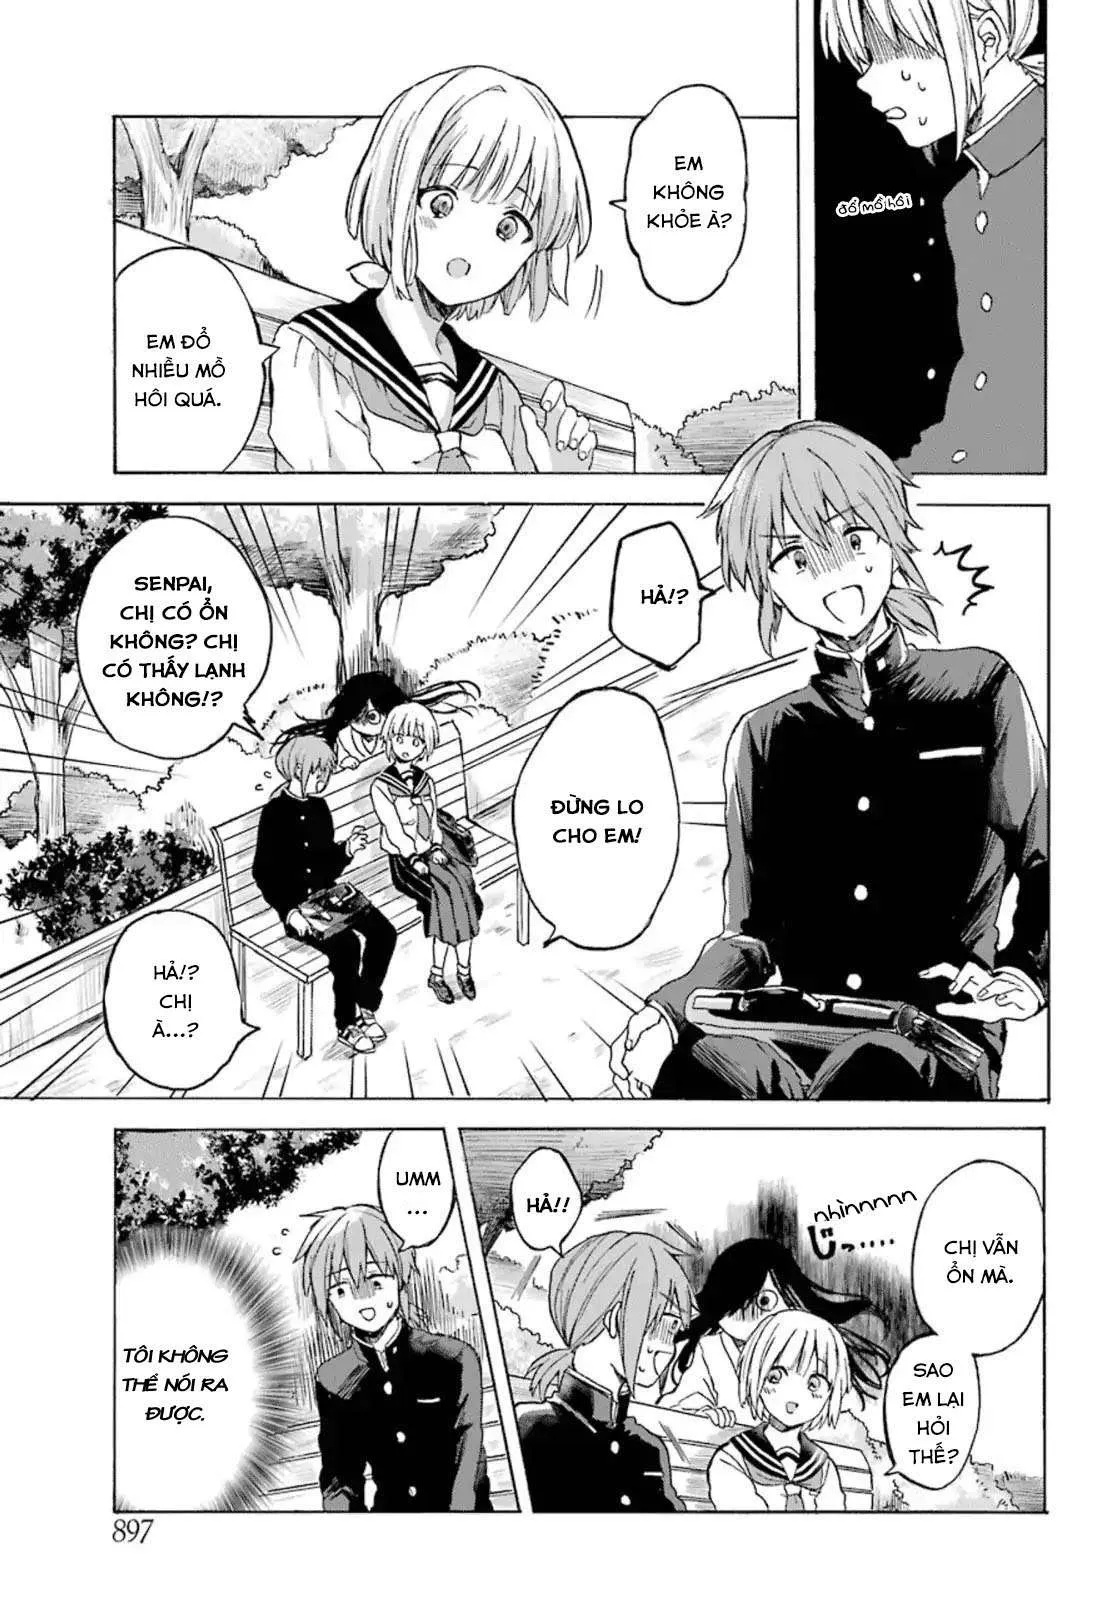 đổ mồ hôi
EM
KHÔNG
KHỎE À?
EM ĐỔ
NHIỀU MỒ
HÔI QUÁ.
HẢ!?
ĐỪNG LO
CHO EM!
SENPAI,
CHỊ CÓ ỔN
KHÔNG? CHỊ
CÓ THẤY LẠNH
KHÔNG!?
HẢ!?
CHỊ
À...?
CHỊ VẪN
ỔN MÀ.
SAO
EM LẠI
HỎI
THẾ?
nhìnnnnn
じっ.....
HẢ!!
UMM
...
TÔI KHÔNG
THỂ NÓI RA
ĐƯỢC.
897